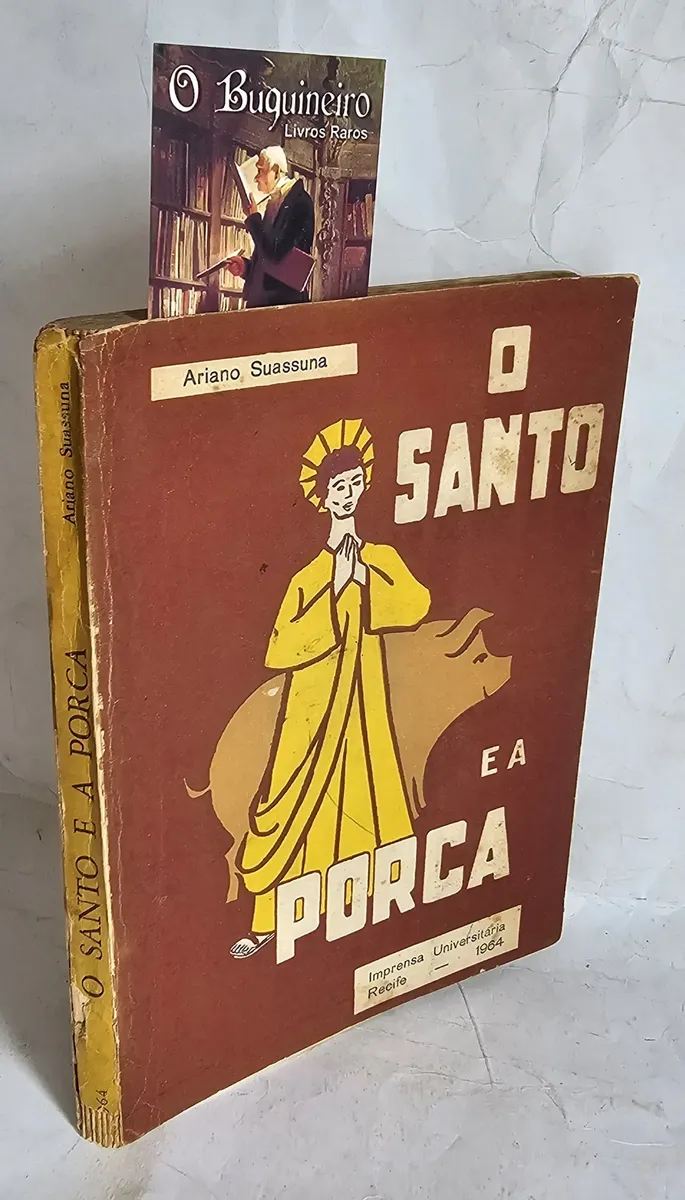 O Buquineiro
Livros Raros
Ariano Suassuna
O
SANTO
E A
PORCA
Imprensa Universitária
Recife — 1964
Ariano Suassuna
O SANTO E A PORCA